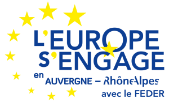 L'EUROPE
S'ENGAGE
en AUVERGNE – RhôneAlpes
avec le FEDER